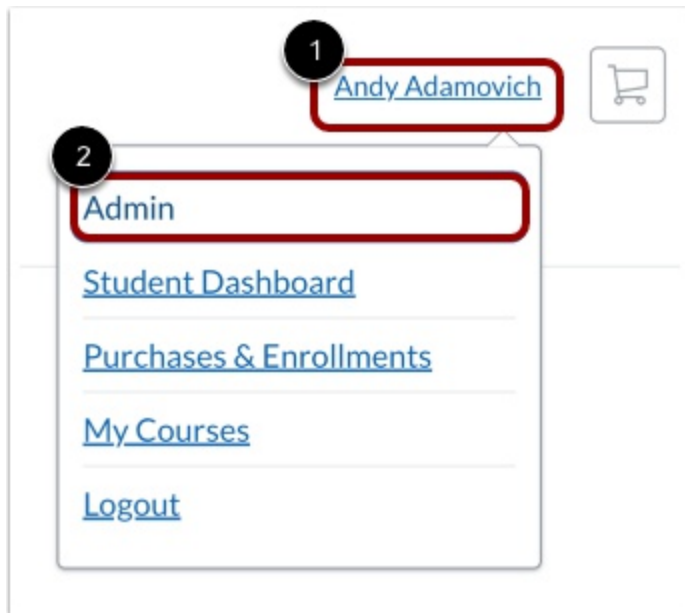 1
Andy Adamovich
2
Admin
Student Dashboard
Purchases & Enrollments
My Courses
Logout